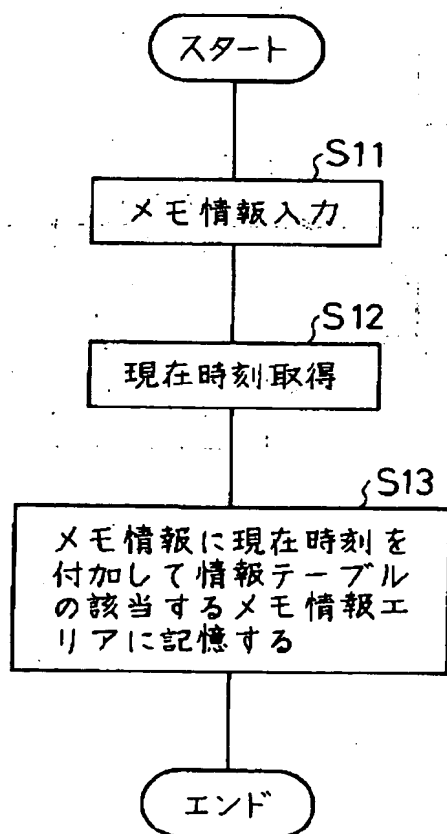 スタート
S11
メモ情報入力
S12
現在時刻取得
S13
メモ情報に現在時刻を
付加して情報テーブル
の該当するメモ情報エ
リアに記憶する
エンド